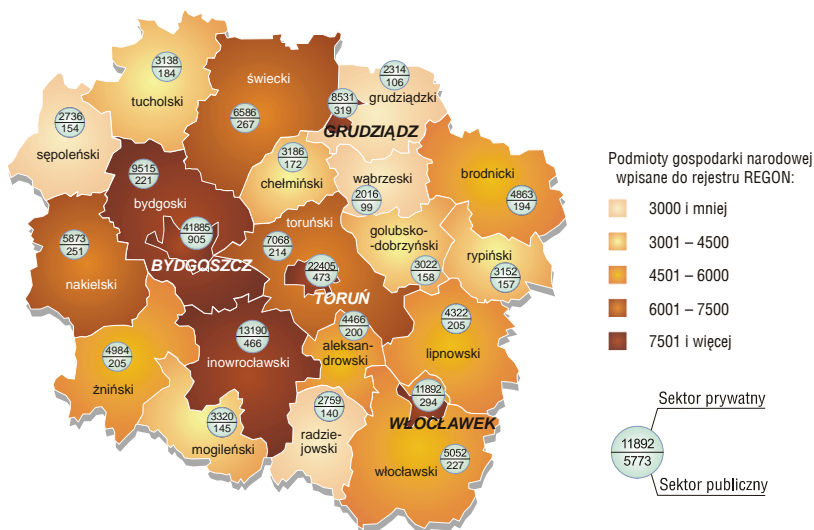 3138
184
tucholski
świecki
6586
267
2314
106
grudziądzki
8531
319
GRUDZIĄDZ
2736
154
sępoleński
3186
172
chełmiński
wąbrzeski
2016
99
brodnicki
4863
194
9515
221
bydgoski
41885
905
BYDGOSZCZ
toruński
7068
214
22405
473
TORUŃ
golubsko-
-dobrzyński
3022
158
rypiński
3152
157
5873
251
nakielski
13190
466
inowrocławski
4466
200
aleksan-
drowski
4322
205
lipnowski
4984
205
żniński
3320
145
mogileński
2759
140
radzie-
jowski
11892
294
WŁOCŁAWEK
5052
227
włocławski
Podmioty gospodarki narodowej
wpisane do rejestru REGON:
3000 i mniej
3001 – 4500
4501 – 6000
6001 – 7500
7501 i więcej
Sektor prywatny
11892
5773
Sektor publiczny